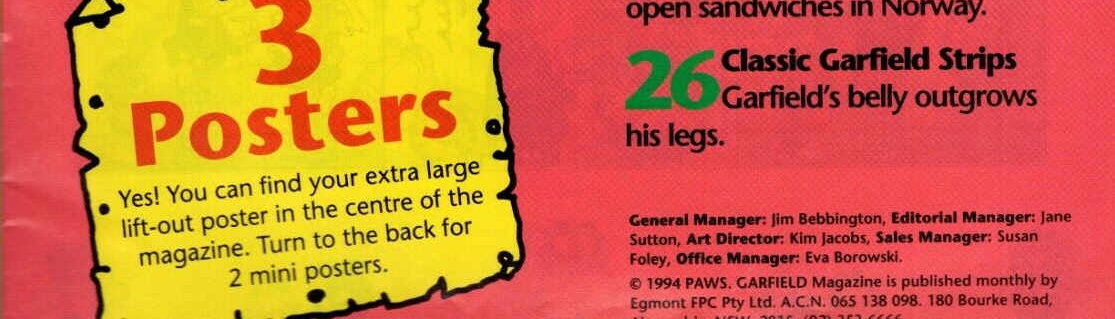 3
Posters
Yes! You can find your extra large
lift-out poster in the centre of the
magazine. Turn to the back for
2 mini posters.
open sandwiches in Norway.
26 Classic Garfield Strips
Garfield's belly outgrows
his legs.
General Manager: Jim Bebbington, Editorial Manager: Jane
Sutton, Art Director: Kim Jacobs, Sales Manager: Susan
Foley, Office Manager: Eva Borowski.
© 1994 PAWS. GARFIELD Magazine is published monthly by
Egmont FPC Pty Ltd. A.C.N. 065 138 098. 180 Bourke Road,